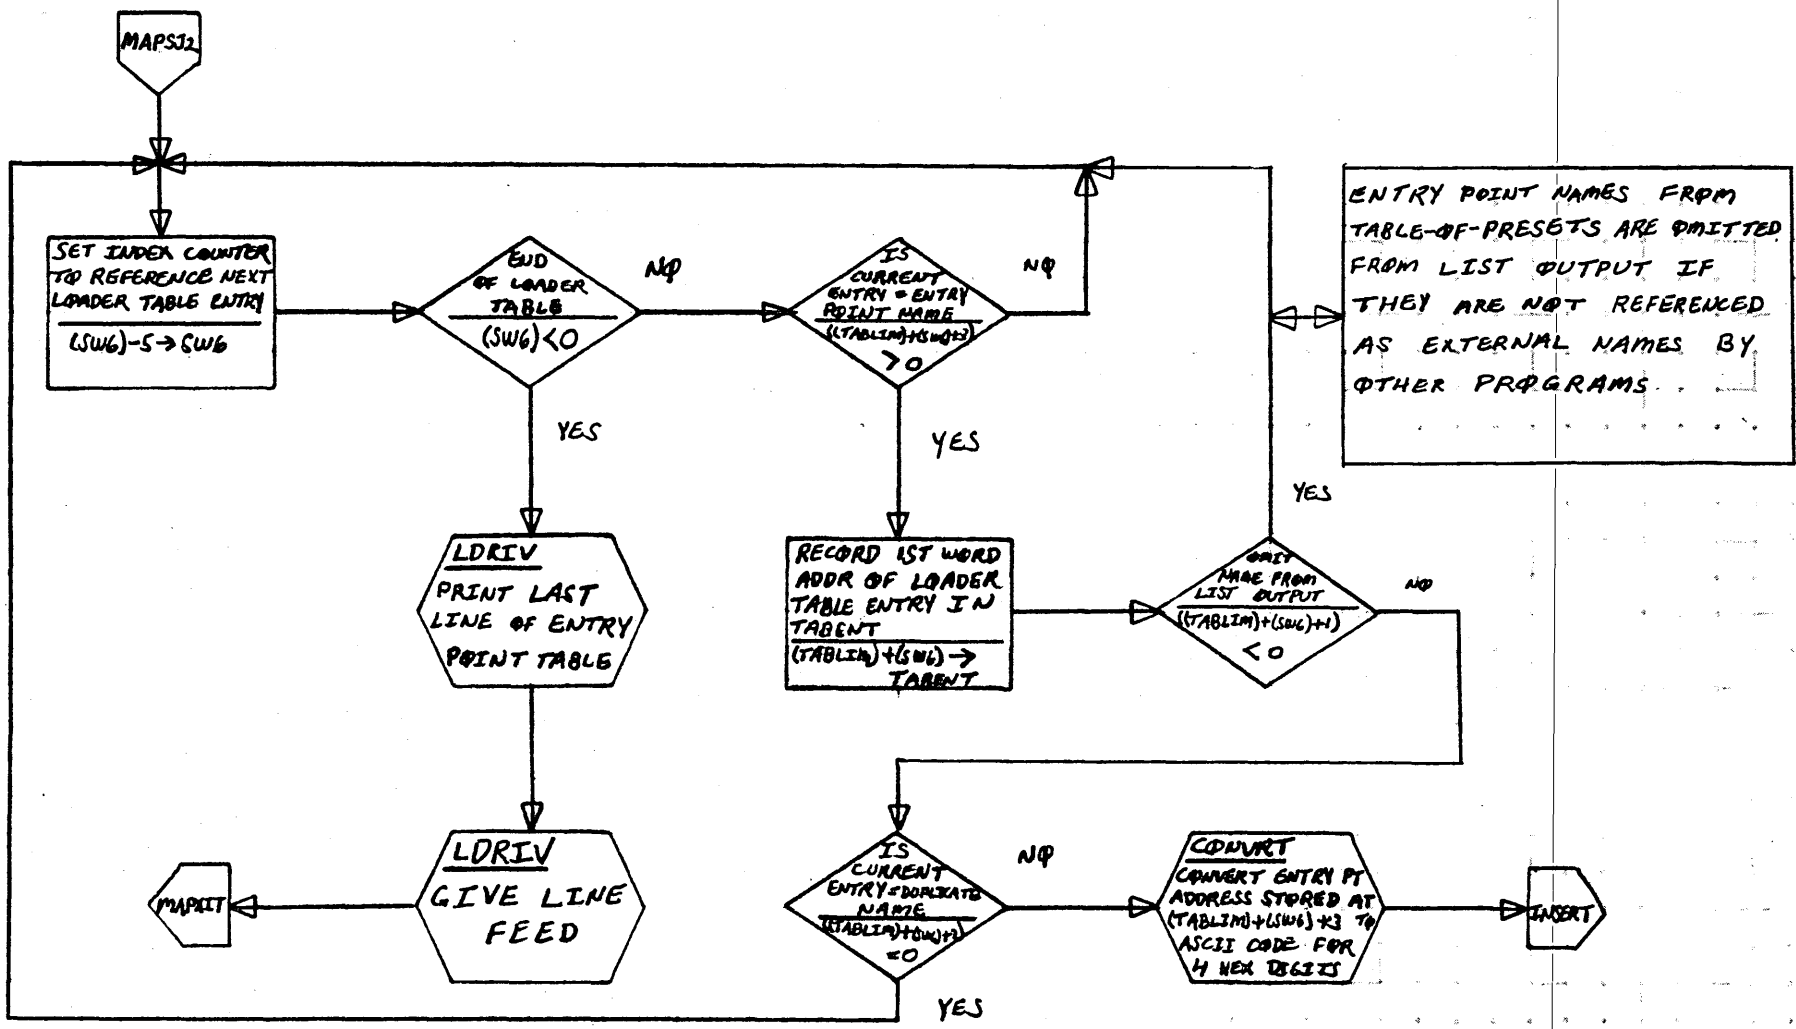 MAPSJ2
SET INDEX COUNTER
TO REFERENCE NEXT
LOADER TABLE ENTRY
(SW6)-5→SW6
END
OF LOADER
TABLE
(SW6)<0
NO
YES
IS
CURRENT
ENTRY = ENTRY
POINT NAME
((TABLIM)+(SW6)+3)
>0
NO
YES
ENTRY POINT NAMES FROM
TABLE-OF-PRESETS ARE OMITTED
FROM LIST OUTPUT IF
THEY ARE NOT REFERENCED
AS EXTERNAL NAMES BY
OTHER PROGRAMS.
LDRIV
PRINT LAST
LINE OF ENTRY
POINT TABLE
RECORD 1ST WORD
ADDR OF LOADER
TABLE ENTRY IN
TABENT
(TABLIM)+(SW6)→
TABENT
YES
OMIT
NAME FROM
LIST OUTPUT
((TABLIM)+(SW6)+1)
<0
NO
LDRIV
GIVE LINE
FEED
IS
CURRENT
ENTRY=DUPLICATE
NAME
=0
NO
YES
CONVRT
CONVERT ENTRY PT
ADDRESS STORED AT
(TABLIM)+(SW6)+3 TO
ASCII CODE FOR
4 HEX DIGITS
INSERT